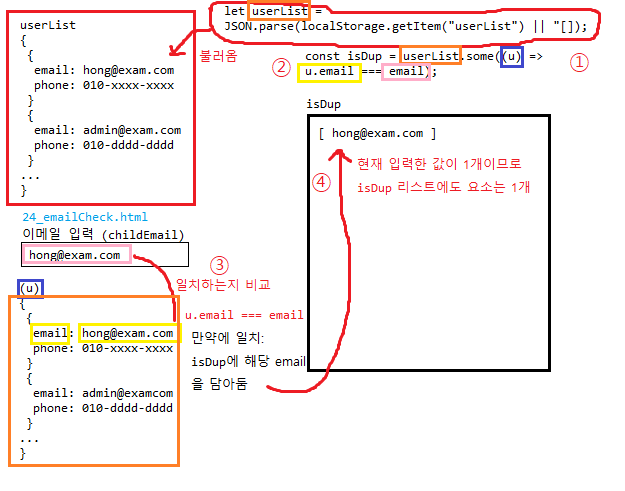 let userList =
JSON.parse(localStorage.getItem("userList") || "[]);
userList
{
{
email: hong@exam.com
phone: 010-xxxx-xxxx
}
{
email: admin@exam.com
phone: 010-dddd-dddd
}
...
}
불러옴
①
②
const isDup = userList.some((u) =>
u.email === email);
isDup
[ hong@exam.com ]
④
현재 입력한 값이 1개이므로
isDup 리스트에도 요소는 1개
24_emailCheck.html
이메일 입력 (childEmail)
hong@exam.com
③
일치하는지 비교
u.email === email
만약에 일치:
isDup에 해당 email
을 담아둠
(u)
{
{
email: hong@exam.com
phone: 010-xxxx-xxxx
}
{
email: admin@examcom
phone: 010-dddd-dddd
}
...
}